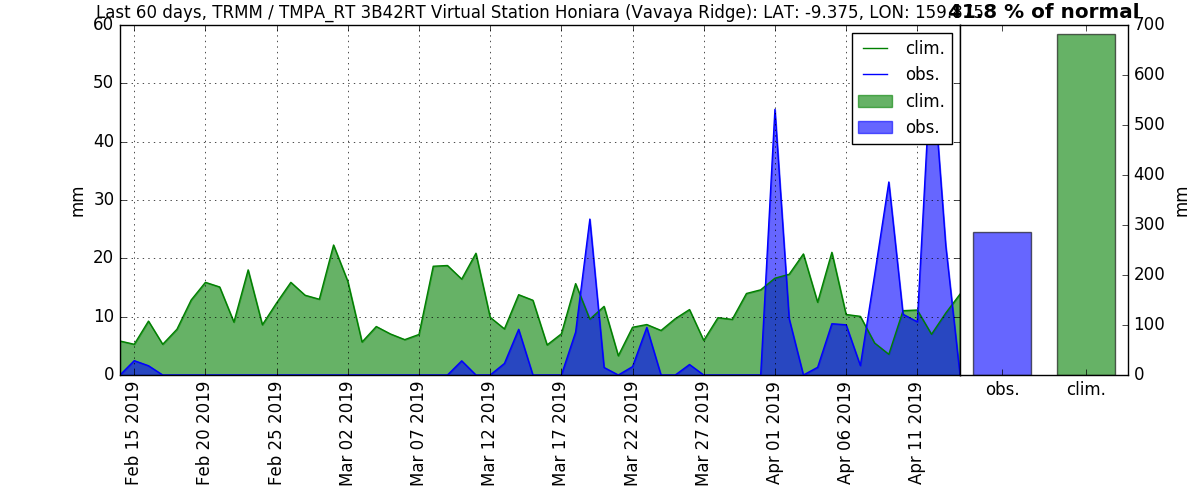 Last 60 days, TRMM / TMPA_RT 3B42RT Virtual Station Honiara (Vavaya Ridge): LAT: -9.375, LON:
41.8 % of normal
60
50
40
30
20
10
0
mm
clim.
obs.
clim.
obs.
Feb 15 2019
Feb 20 2019
Feb 25 2019
Mar 02 2019
Mar 07 2019
Mar 12 2019
Mar 17 2019
Mar 22 2019
Mar 27 2019
Apr 01 2019
Apr 06 2019
Apr 11 2019
700
600
500
400
300
200
100
0
mm
obs.
clim.